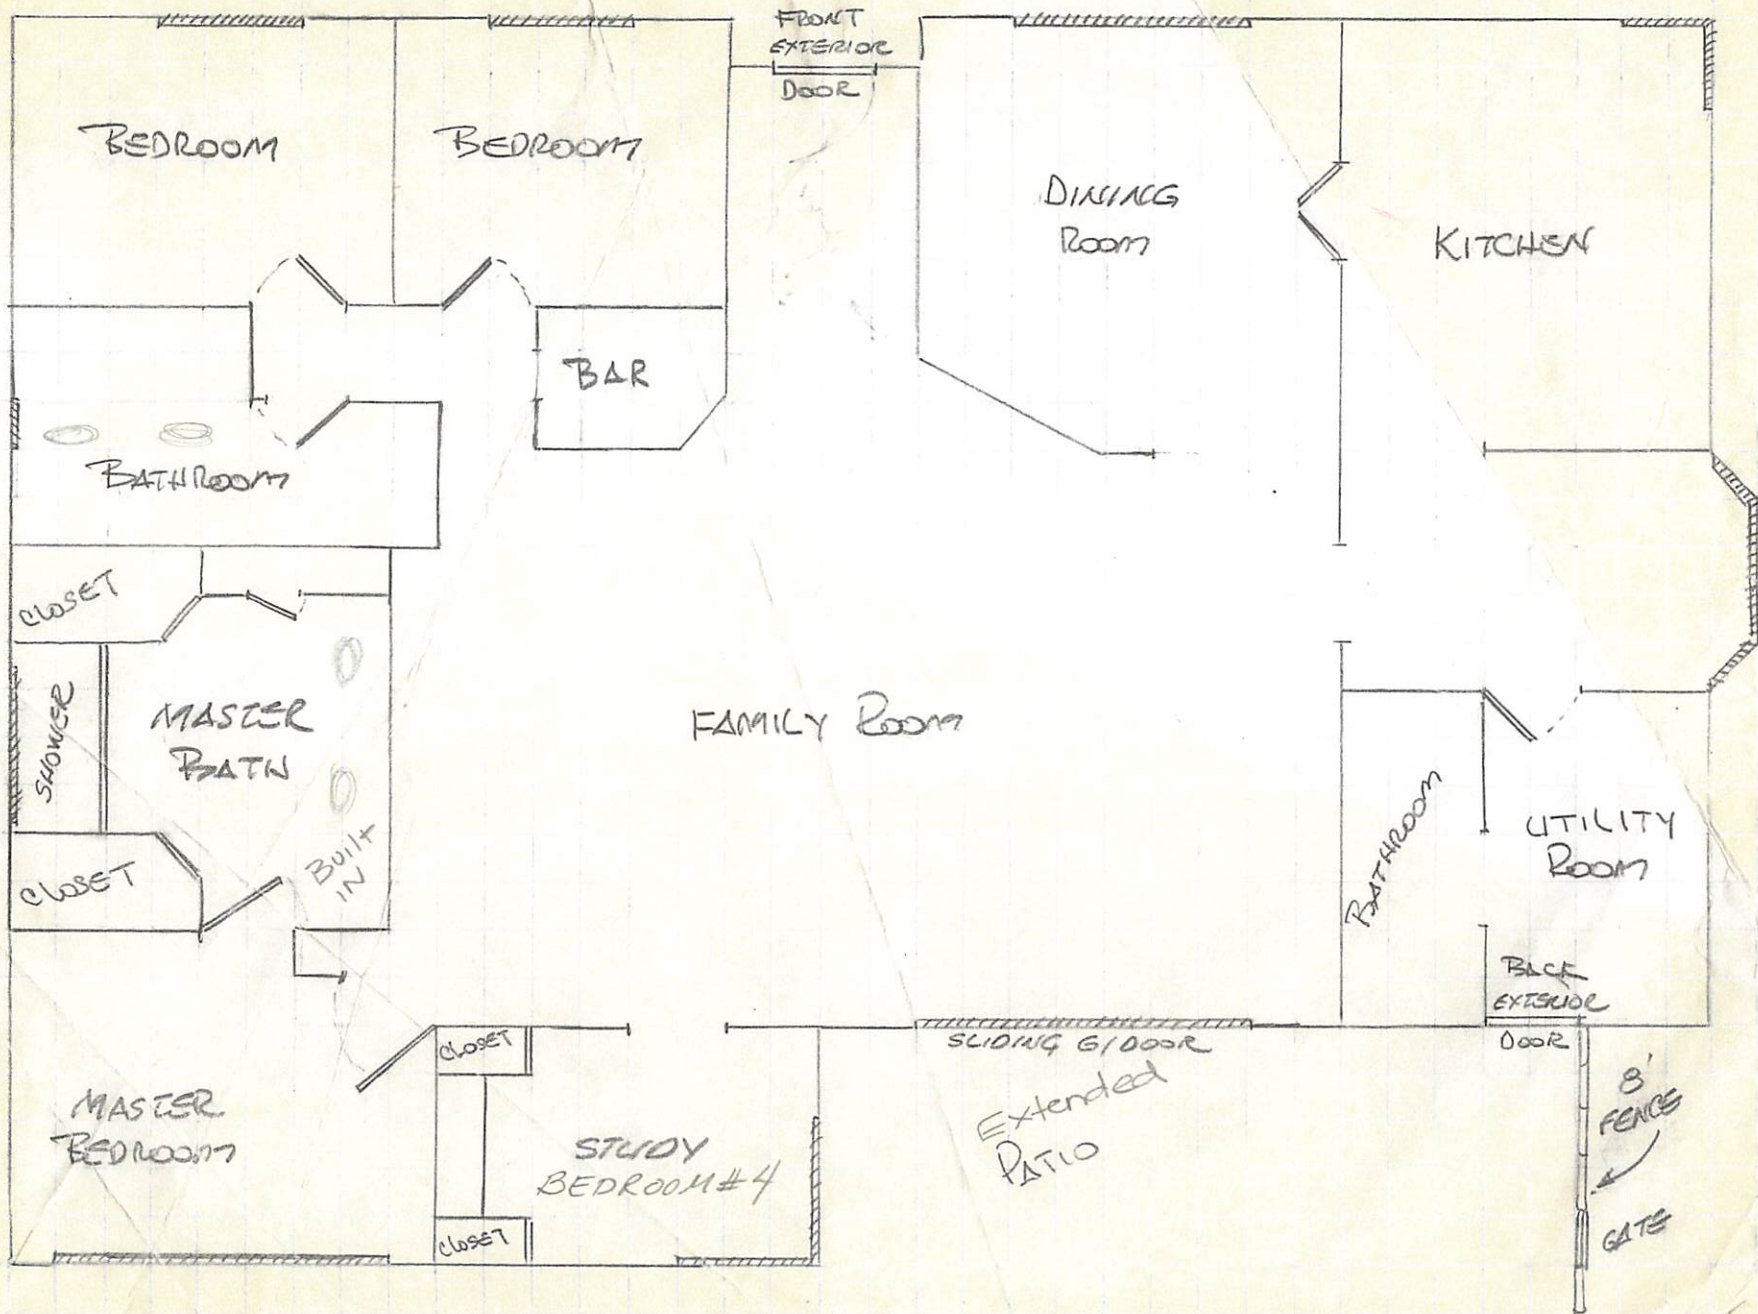 FRONT
EXTERIOR
DOOR
BEDROOM
BEDROOM
DINING
ROOM
KITCHEN
BAR
BATHROOM
CLOSET
SHOWER
MASTER
BATH
CLOSET
Built
IN
FAMILY ROOM
BATHROOM
UTILITY
ROOM
BACK
EXTERIOR
DOOR
CLOSET
SLIDING G/DOOR
Extended
PATIO
8'
FENCE
GATE
MASTER
BEDROOM
STUDY
BEDROOM #4
CLOSET